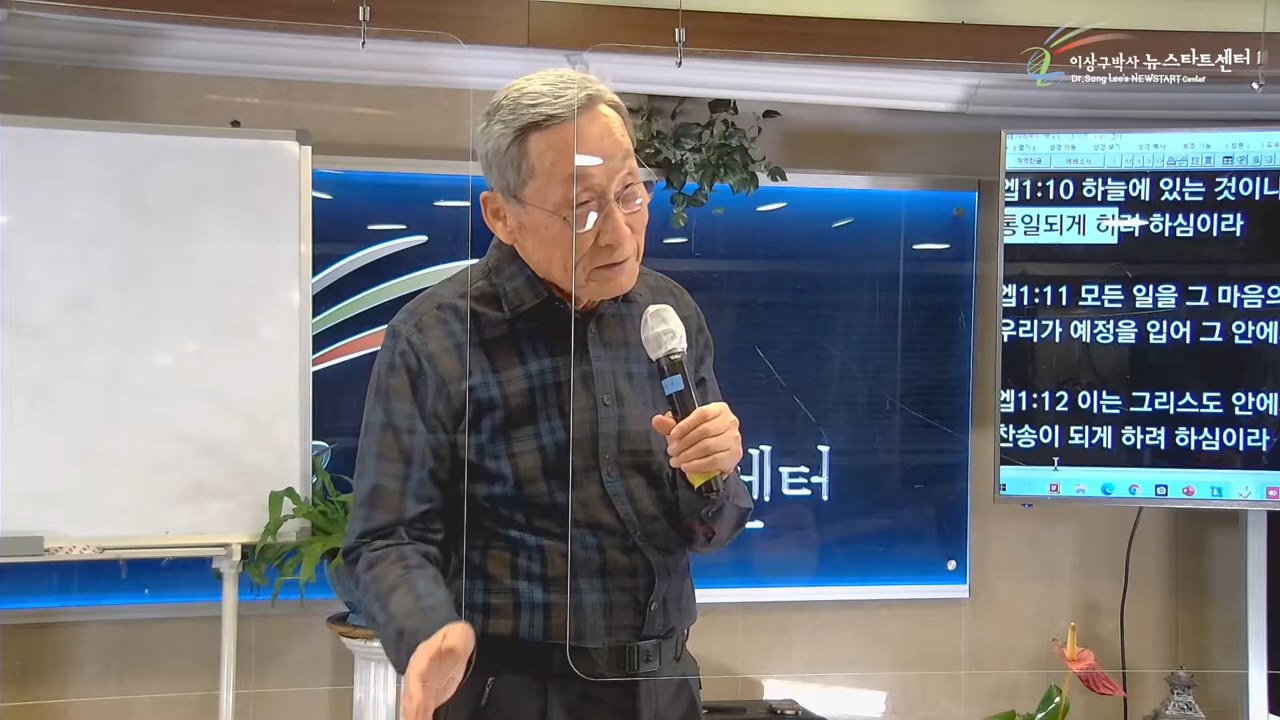 이상구박사 뉴스타트센터
Dr. Sang Lee's NEWSTART Center
엡1:10 하늘에 있는 것이나
통일되게 하려 하심이라
엡1:11 모든 일을 그 마음의
우리가 예정을 입어 그 안에
엡1:12 이는 그리스도 안에
찬송이 되게 하려 하심이라
센터